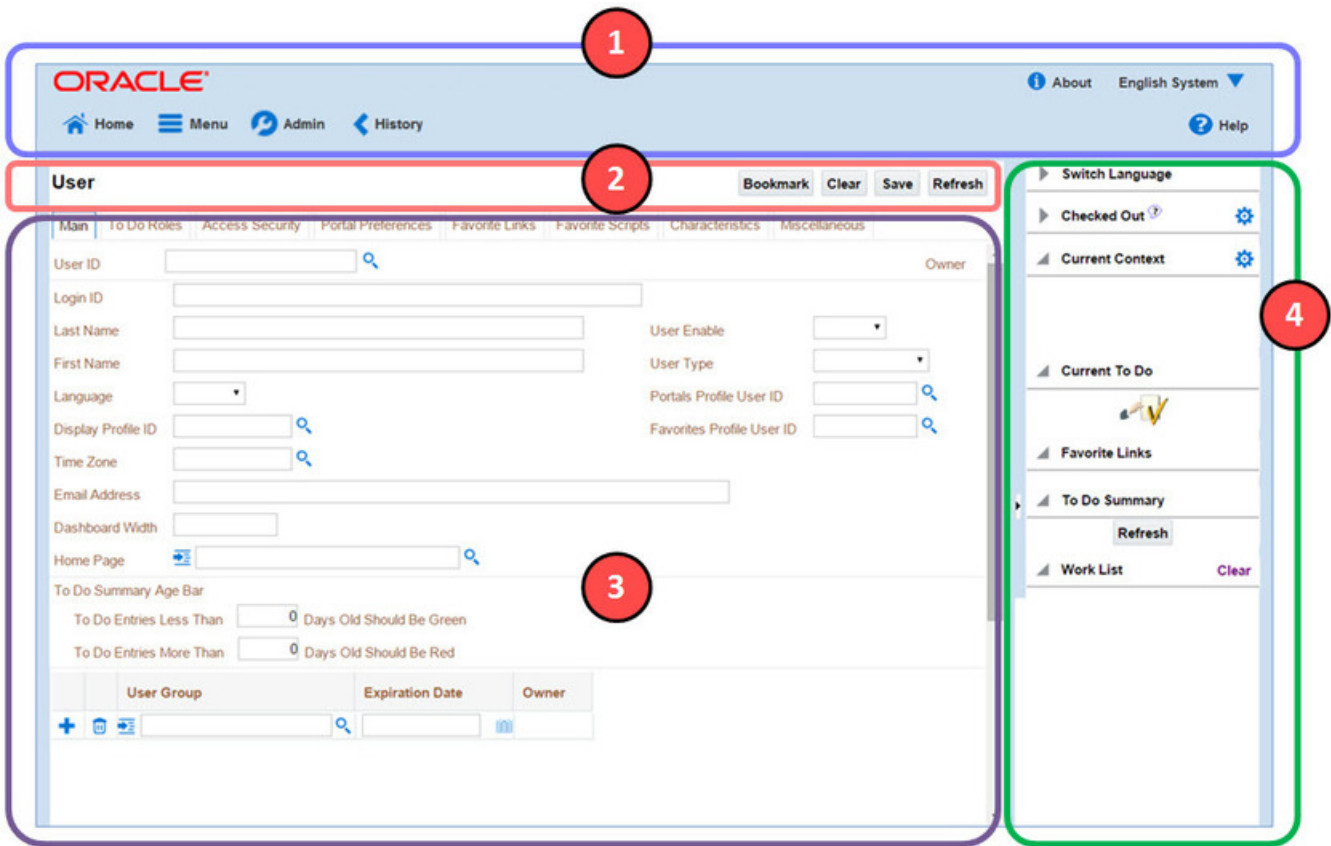 1
ORACLE
About English System
Home Menu Admin History
Help
2
User
Bookmark Clear Save Refresh
Main To Do Roles Access Security Portal Preferences Favorite Links Favorite Scripts Characteristics Miscellaneous
User ID
Owner
Login ID
Last Name
User Enable
First Name
User Type
Language
Portals Profile User ID
Display Profile ID
Favorites Profile User ID
Time Zone
Email Address
Dashboard Width
Home Page
3
To Do Summary Age Bar
To Do Entries Less Than 0 Days Old Should Be Green
To Do Entries More Than 0 Days Old Should Be Red
User Group Expiration Date Owner
Switch Language
Checked Out ?
Current Context
4
Current To Do
Favorite Links
To Do Summary
Refresh
Work List Clear